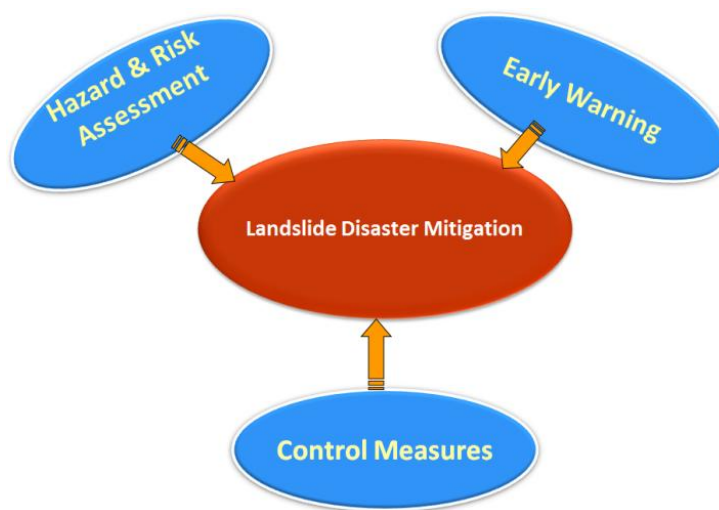 Hazard & Risk
Assessment
Early Warning
Landslide Disaster Mitigation
Control Measures